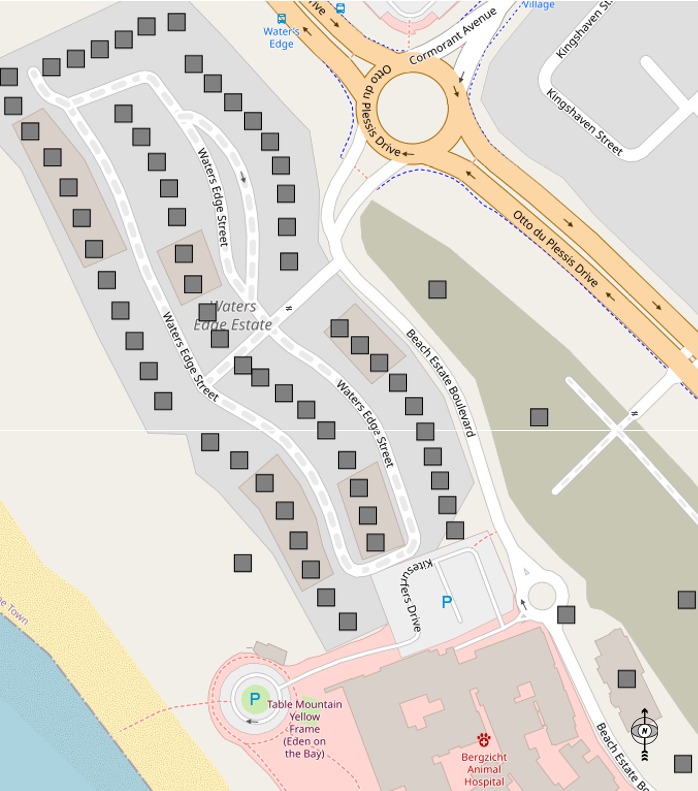 Drive
Water's
Edge
Village
Cormorant Avenue
Otto du Plessis Drive
Kingshaven St
Kingshaven Street
Waters Edge Street
Otto du Plessis Drive
Waters
Edge Estate
Waters Edge Street
Beach Estate Boulevard
Waters Edge Street
Kitesurfers Drive
P
Town
P
Table Mountain
Yellow
Frame
(Eden on
the Bay)
Bergzicht
Animal
Hospital
N
Beach Estate Bo